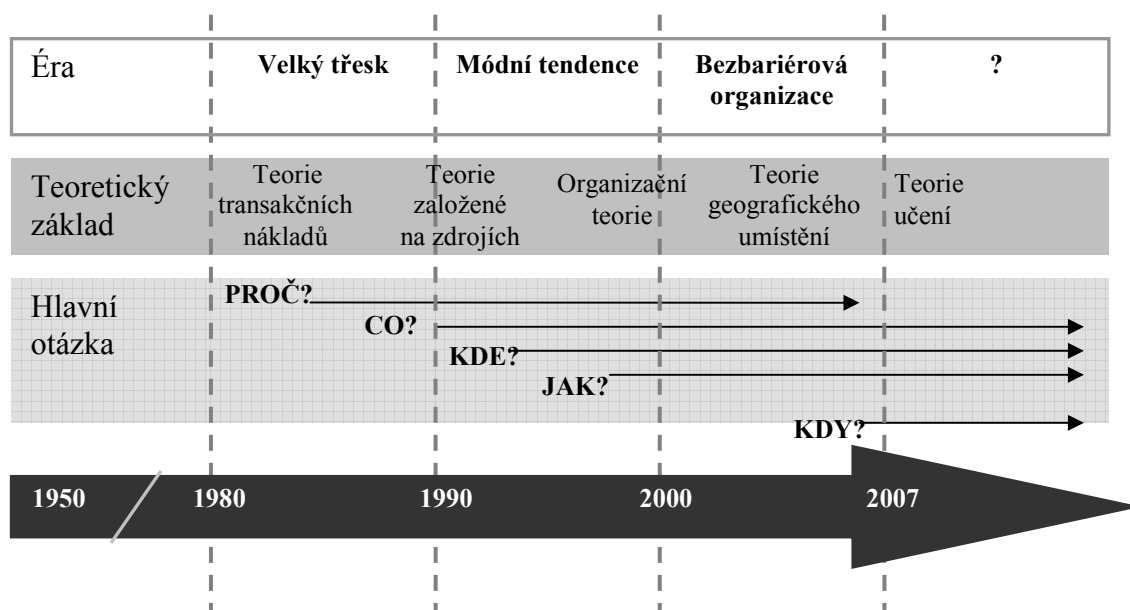 Éra
Velký třesk
Módní tendence
Bezbariérová
organizace
?
Teoretický
základ
Teorie
transakčních
nákladů
Teorie
založené
na zdrojích
Organizační
teorie
Teorie
geografického
umístění
Teorie
učení
Hlavní
otázka
PROČ?
CO?
KDE?
JAK?
KDY?
1950
1980
1990
2000
2007